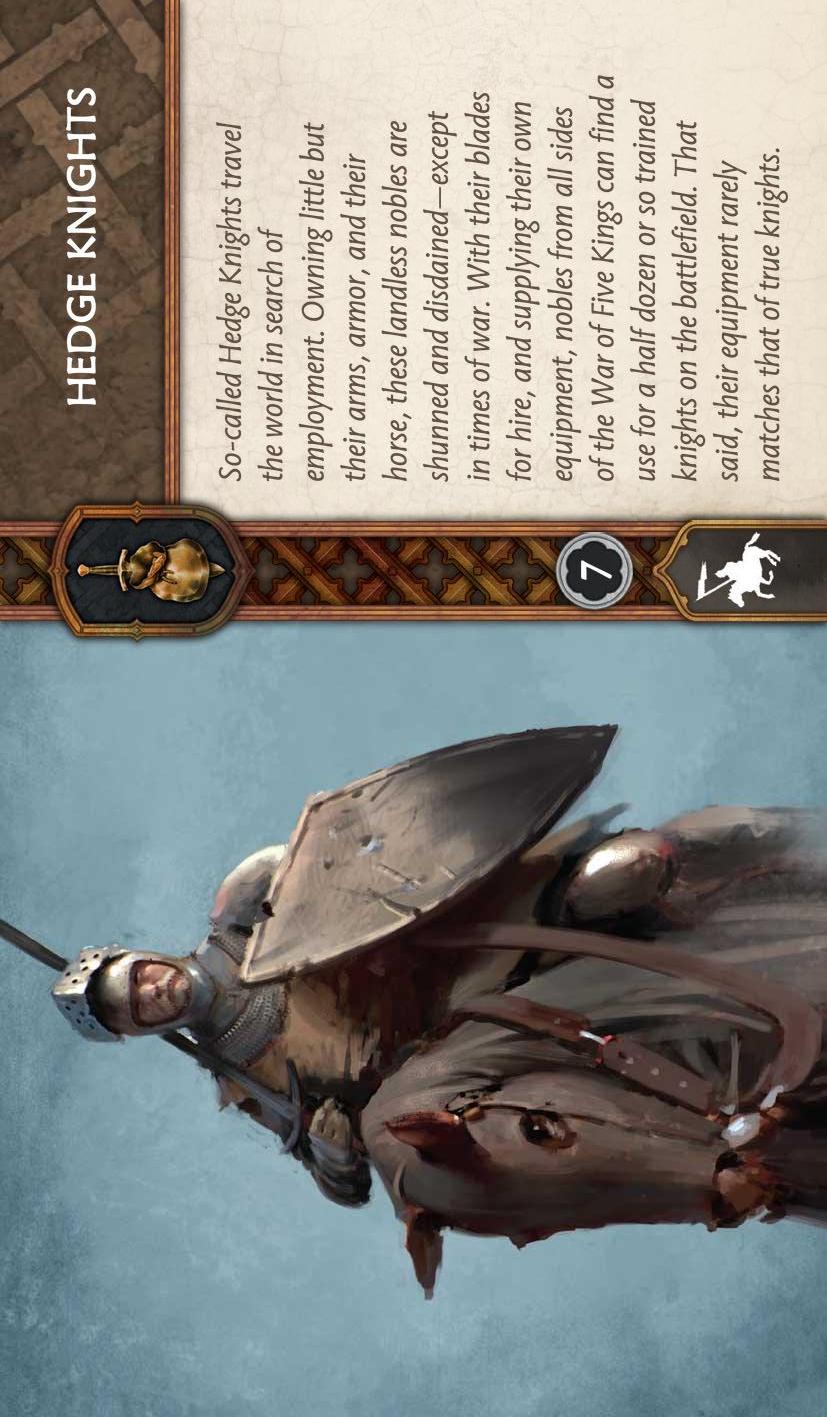 HEDGE KNIGHTS
So-called Hedge Knights travel
the world in search of
employment. Owning little but
their arms, armor, and their
horse, these landless nobles are
shunned and disdained—except
in times of war. With their blades
for hire, and supplying their own
equipment, nobles from all sides
of the War of Five Kings can find a
use for a half dozen or so trained
knights on the battlefield. That
said, their equipment rarely
matches that of true knights.
7